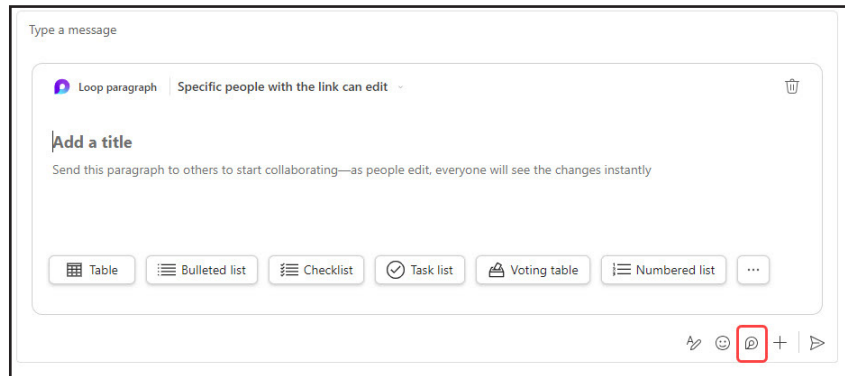 Type a message
Loop paragraph Specific people with the link can edit
Add a title
Send this paragraph to others to start collaborating—as people edit, everyone will see the changes instantly
Table Bulleted list Checklist Task list Voting table Numbered list ...